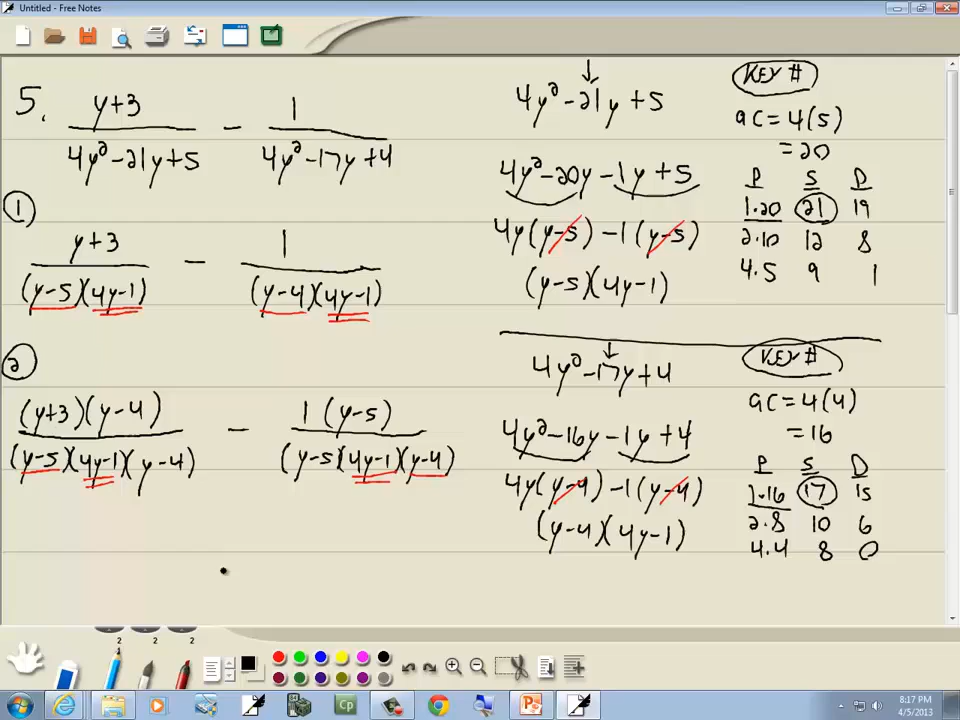 Untitled - Free Notes
5. (y+3)/(4y²-21y+5) - 1/(4y²-17y+4)
①
(y+3)/((y-5)(4y-1)) - 1/((y-4)(4y-1))
②
((y+3)(y-4))/((y-5)(4y-1)(y-4)) - (1(y-5))/((y-5)(4y-1)(y-4))
↓
4y²-21y+5
4y²-20y-1y+5
4y(y-5)-1(y-5)
(y-5)(4y-1)
KEY #
ac=4(5)
=20
P S D
1·20 21 19
2·10 12 8
4·5 9 1
↓
4y²-17y+4
4y²-16y-1y+4
4y(y-4)-1(y-4)
(y-4)(4y-1)
KEY #
ac=4(4)
=16
P S D
1·16 17 15
2·8 10 6
4·4 8 0
2 2 2
Cp
8:17 PM
4/5/2013